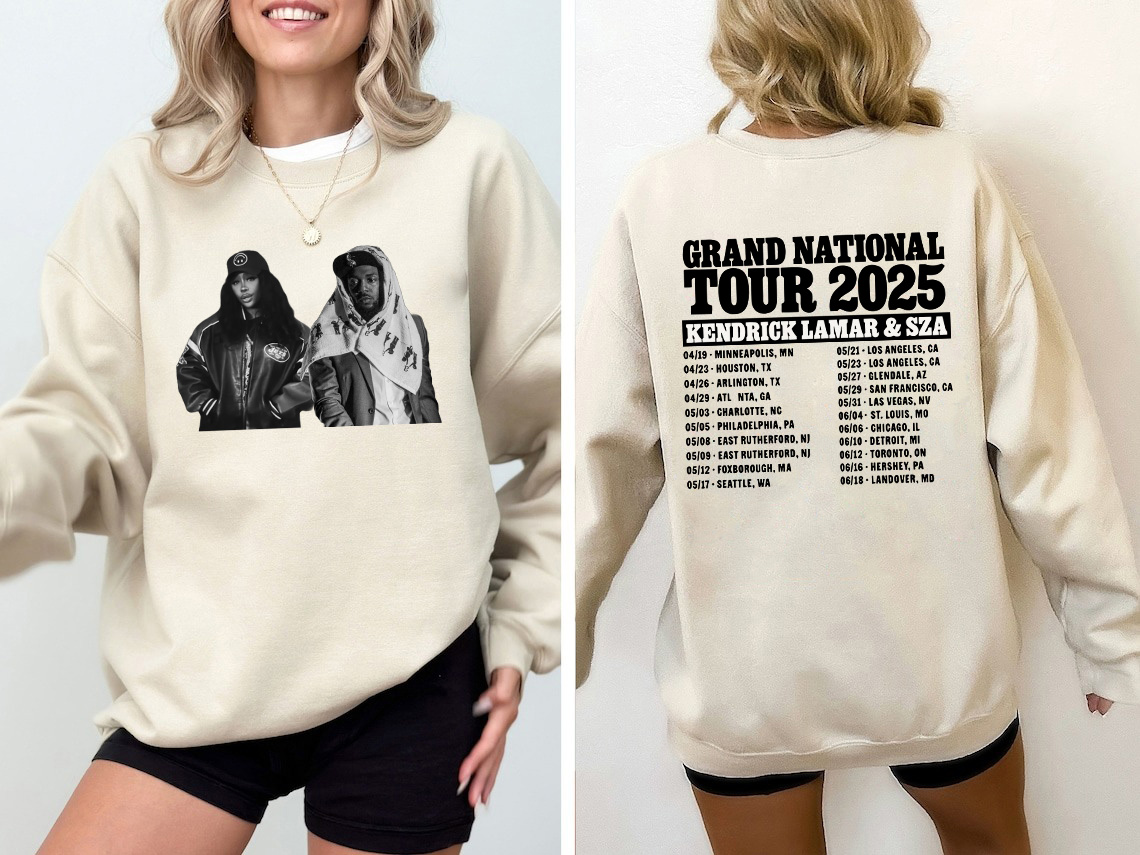 GRAND NATIONAL
TOUR 2025
KENDRICK LAMAR & SZA
04/19 · MINNEAPOLIS, MN
04/23 · HOUSTON, TX
04/26 · ARLINGTON, TX
04/29 · ATL NTA, GA
05/03 · CHARLOTTE, NC
05/05 · PHILADELPHIA, PA
05/08 · EAST RUTHERFORD, NJ
05/09 · EAST RUTHERFORD, NJ
05/12 · FOXBOROUGH, MA
05/17 · SEATTLE, WA
05/21 · LOS ANGELES, CA
05/23 · LOS ANGELES, CA
05/27 · GLENDALE, AZ
05/29 · SAN FRANCISCO, CA
05/31 · LAS VEGAS, NV
06/04 · ST. LOUIS, MO
06/06 · CHICAGO, IL
06/10 · DETROIT, MI
06/12 · TORONTO, ON
06/16 · HERSHEY, PA
06/18 · LANDOVER, MD